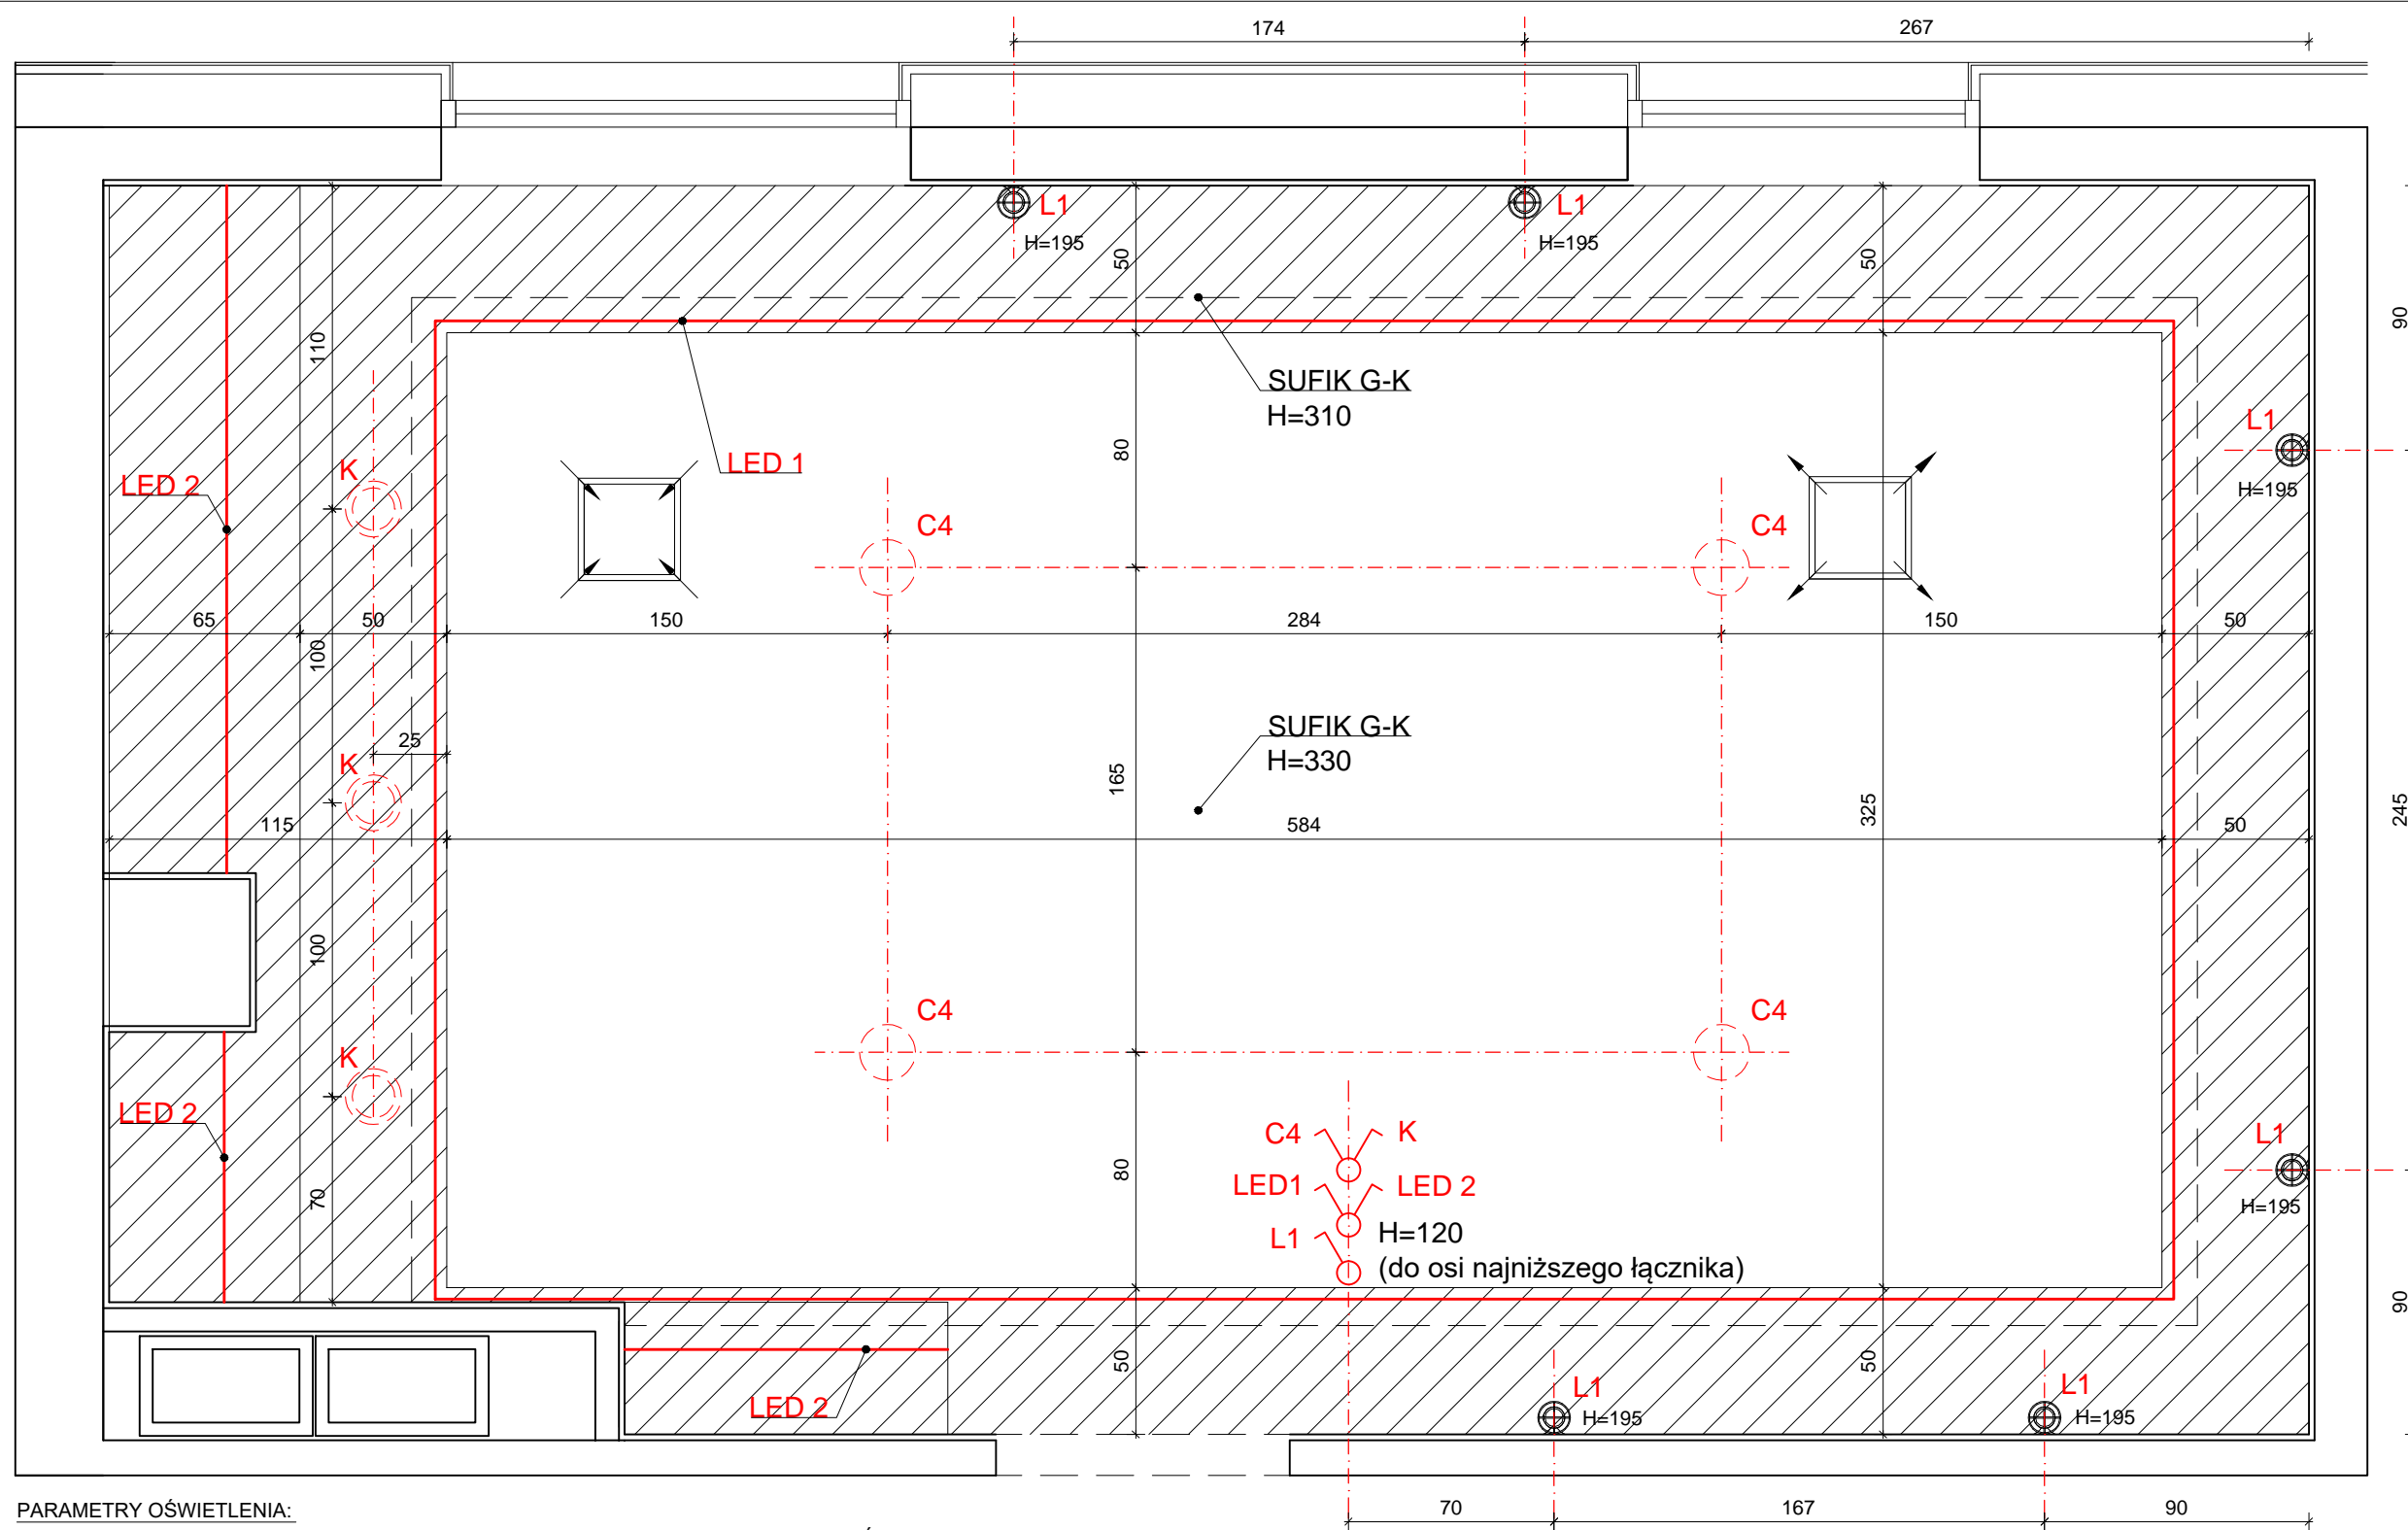 174
267
L1
L1
H=195
H=195
50
50
90
110
SUFIK G-K
H=310
80
L1
LED 1
K
LED 2
H=195
C4
C4
65
50
150
284
150
50
100
SUFIK G-K
25
H=330
K
165
325
245
115
584
50
100
C4
C4
K
LED 2
C4
K
L1
80
LED1
LED 2
70
H=195
L1
H=120
(do osi najniższego łącznika)
90
50
50
LED 2
L1
L1
H=195
H=195
PARAMETRY OŚWIETLENIA:
70
167
90